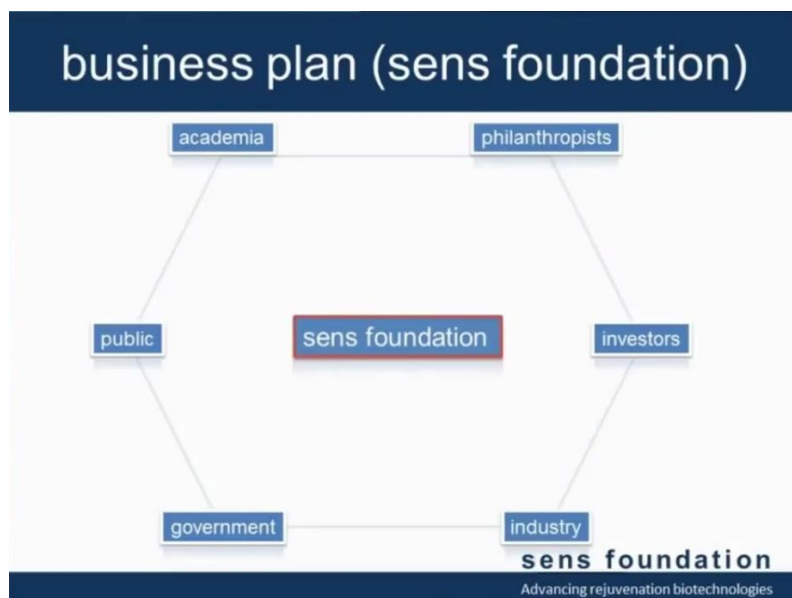 business plan (sens foundation)
academia
philanthropists
public
sens foundation
investors
government
industry
sens foundation
Advancing rejuvenation biotechnologies